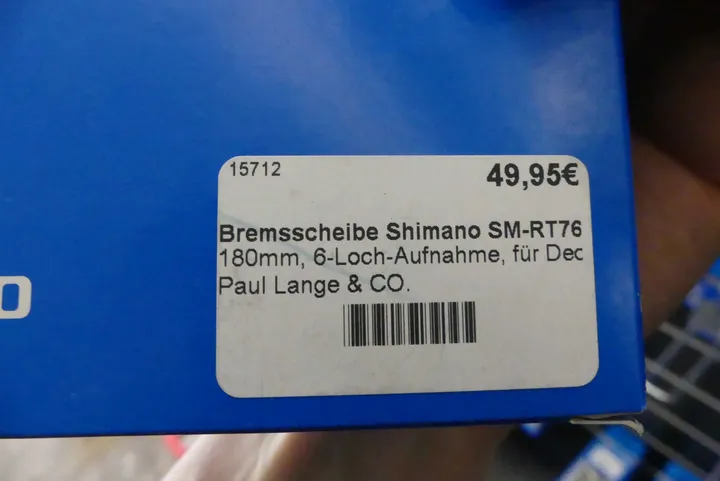 15712
49,95€
Bremsscheibe Shimano SM-RT76
180mm, 6-Loch-Aufnahme, für Dec
Paul Lange & CO.